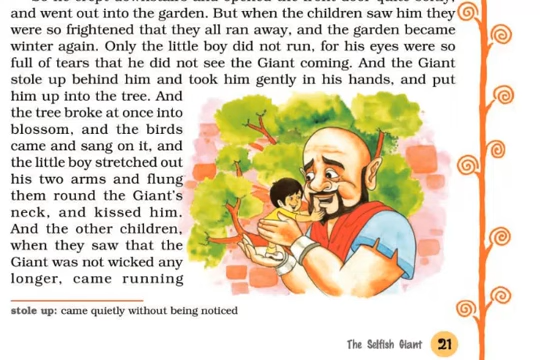 and went out into the garden. But when the children saw him they
were so frightened that they all ran away, and the garden became
winter again. Only the little boy did not run, for his eyes were so
full of tears that he did not see the Giant coming. And the Giant
stole up behind him and took him gently in his hands, and put
him up into the tree. And
the tree broke at once into
blossom, and the birds
came and sang on it, and
the little boy stretched out
his two arms and flung
them round the Giant's
neck, and kissed him.
And the other children,
when they saw that the
Giant was not wicked any
longer, came running
stole up: came quietly without being noticed
The Selfish Giant 21